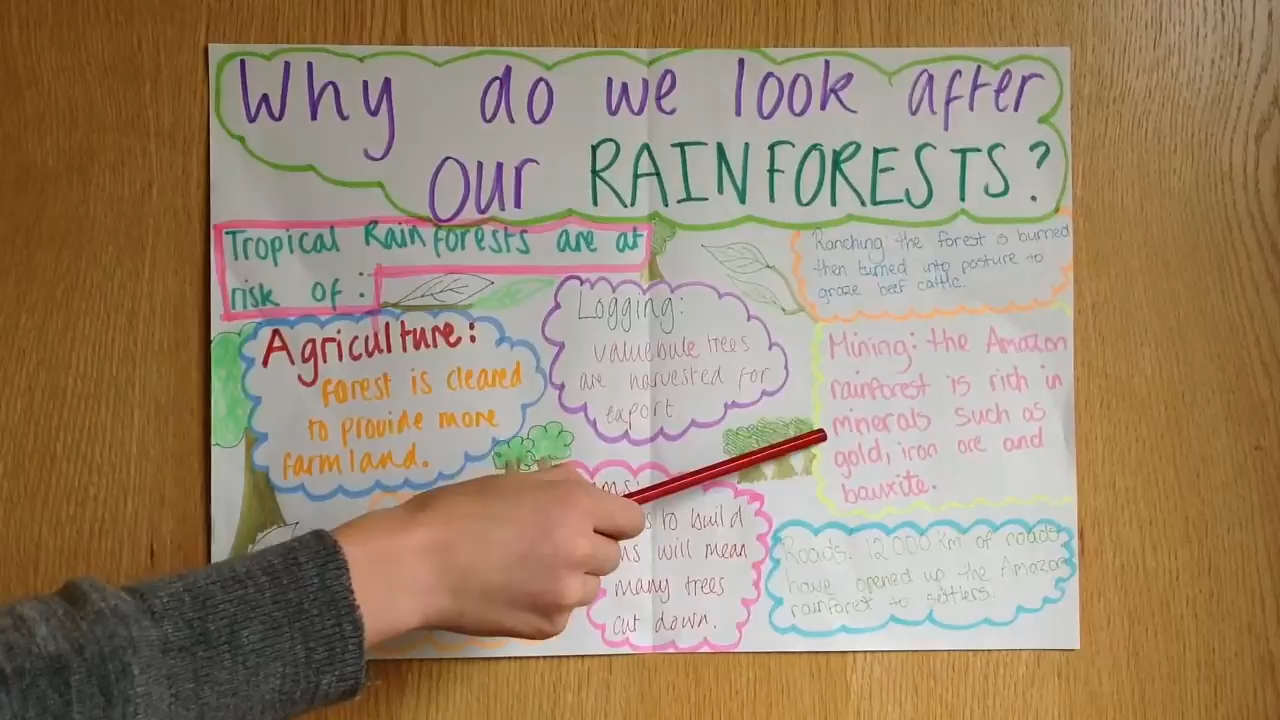 Why do we look after
our RAINFORESTS?
Tropical Rainforests are at
risk of:
Agriculture:
forest is cleared
to provide more
farmland.
Logging:
valuebule trees
are harvested for
export
Ranching: the forest is burned
then turned into pasture to
graze beef cattle.
Mining: the Amazon
rainforest is rich in
minerals such as
gold, iron ore and
bauxite.
to build
will mean
many trees
cut down.
Roads. 12 000 km of roads
have opened up the Amazon
rainforest to settlers.